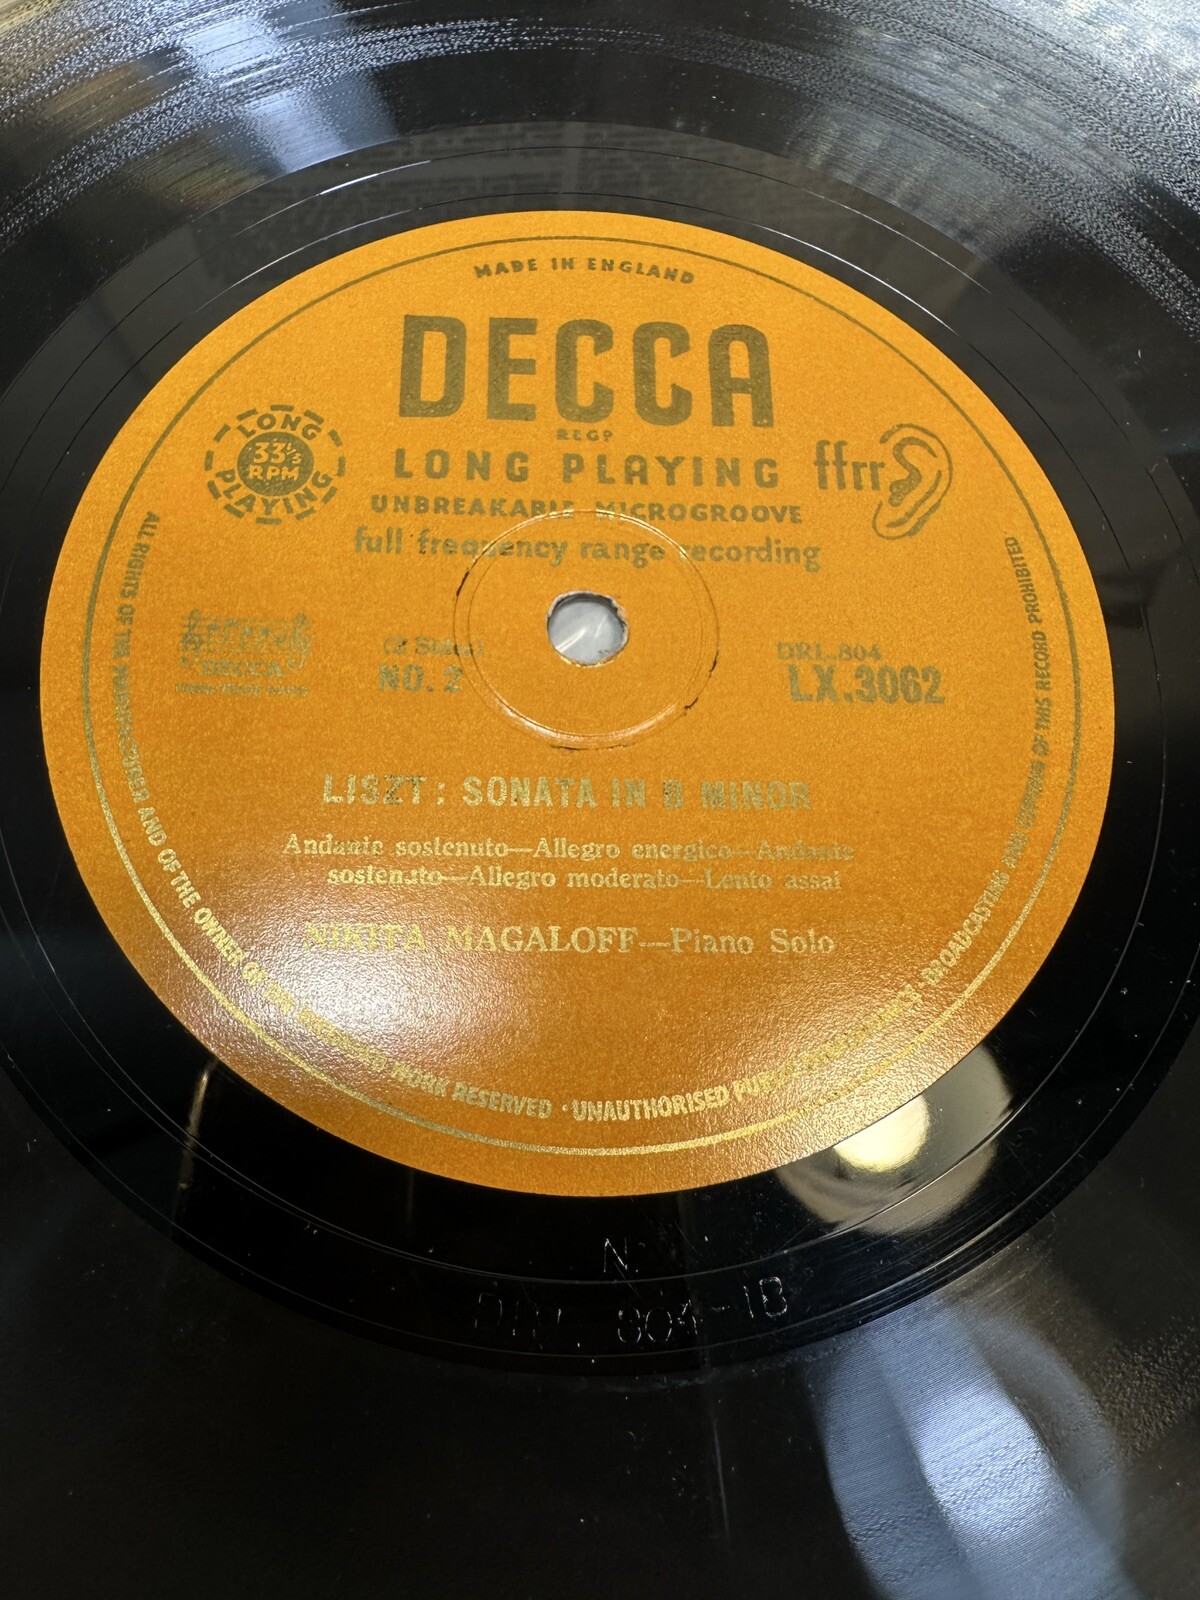 MADE IN ENGLAND
DECCA
REGD
LONG PLAYING
33⅓
RPM
LONG PLAYING
ffrr
UNBREAKABLE MICROGROOVE
full frequency range recording
DECCA
(2 Sides)
NO. 2
DRL.804
LX.3062
LISZT: SONATA IN B MINOR
Andante sostenuto—Allegro energico—Andante
sostenuto—Allegro moderato—Lento assai
NIKITA MAGALOFF—Piano Solo
ALL RIGHTS OF THE MANUFACTURER AND OF THE OWNER OF THE RECORDED WORK RESERVED · UNAUTHORISED PUBLIC PERFORMANCE · BROADCASTING AND COPYING OF THIS RECORD PROHIBITED
N.
DRL. 804-1B